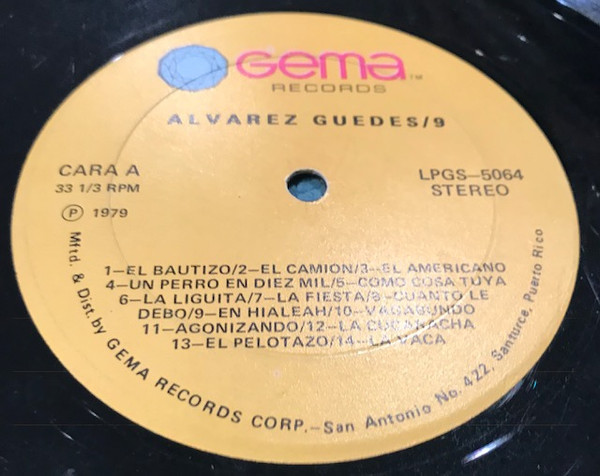 Gema TM
RECORDS
ALVAREZ GUEDES/9
CARA A
33 1/3 RPM
Ⓟ 1979
LPGS-5064
STEREO
1-EL BAUTIZO/2-EL CAMION/3-EL AMERICANO
4-UN PERRO EN DIEZ MIL/5-COMO COSA TUYA
6-LA LIGUITA/7-LA FIESTA/8-CUANTO LE
DEBO/9-EN HIALEAH/10-VAGABUNDO
11-AGONIZANDO/12-LA CUCARACHA
13-EL PELOTAZO/14-LA VACA
Mftd. & Dist. by GEMA RECORDS CORP.-San Antonio No. 422, Santurce, Puerto Rico